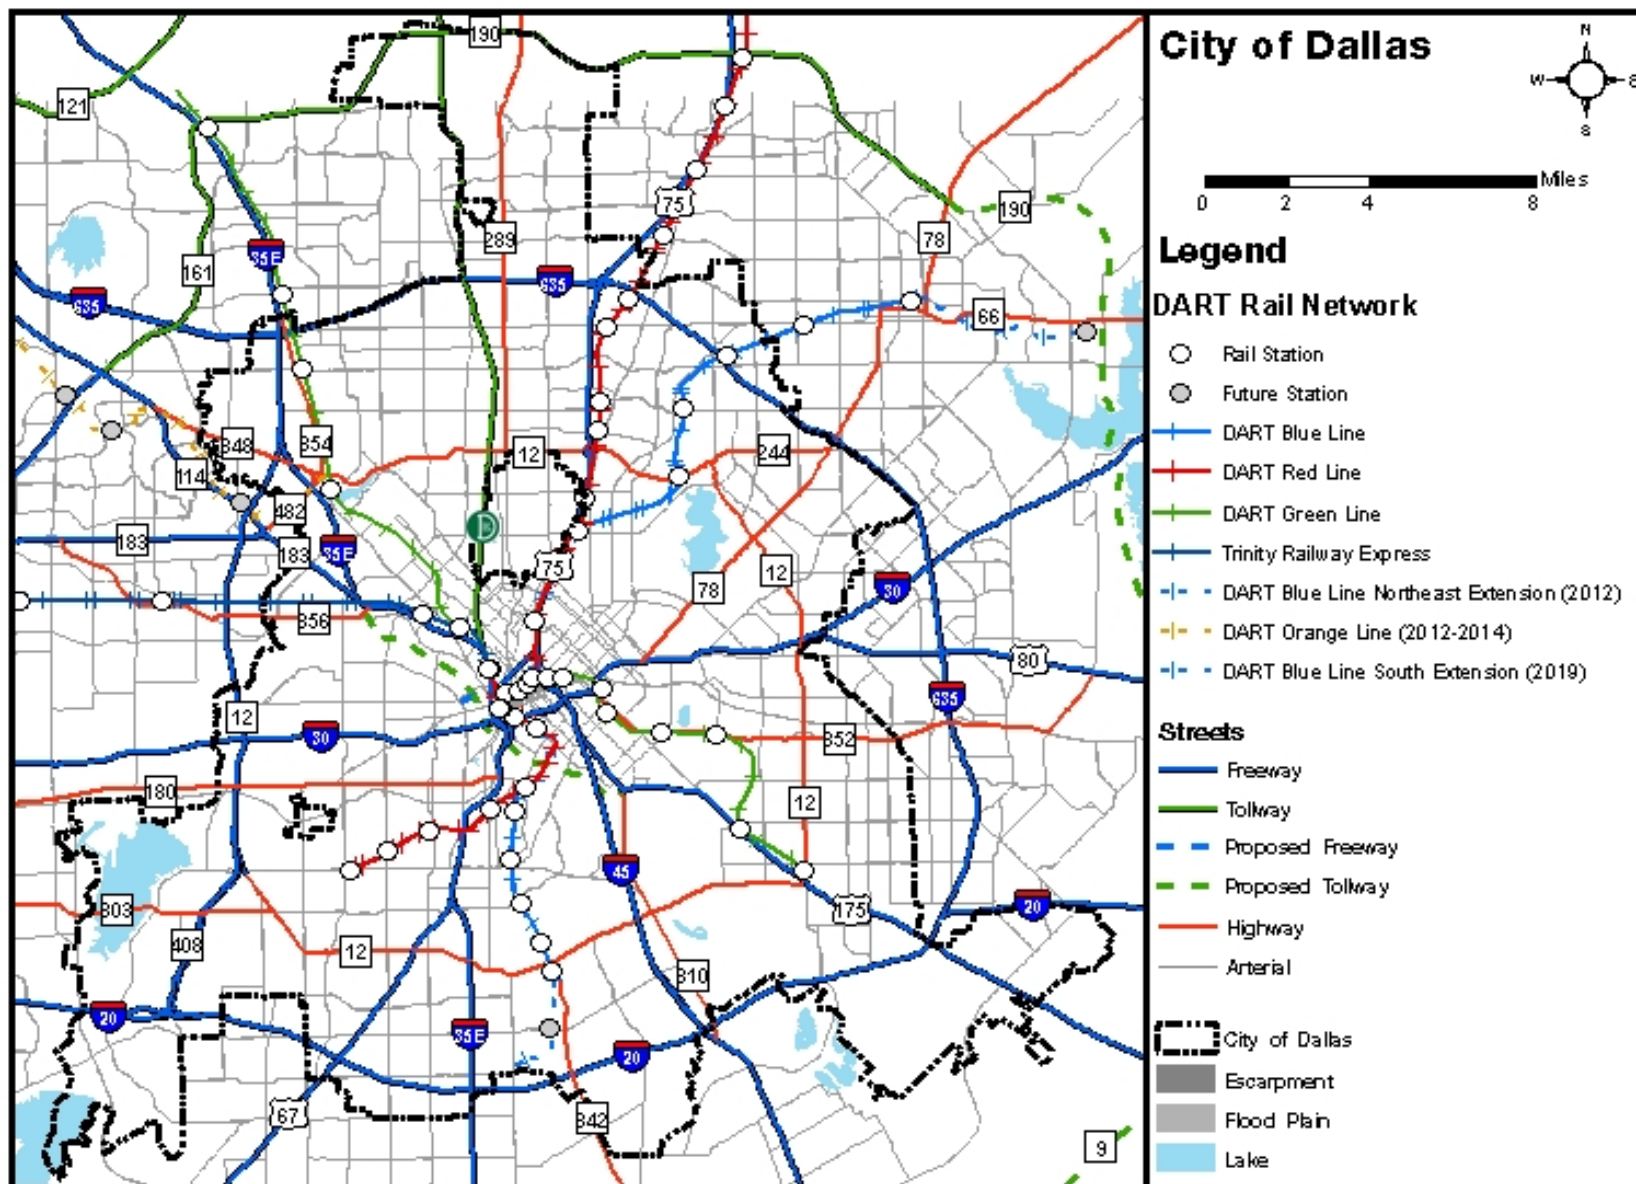 City of Dallas
N
W
S
Miles
0 2 4 8
Legend
DART Rail Network
Rail Station
Future Station
DART Blue Line
DART Red Line
DART Green Line
Trinity Railway Express
DART Blue Line Northeast Extension (2012)
DART Orange Line (2012-2014)
DART Blue Line South Extension (2019)
Streets
Freeway
Tollway
Proposed Freeway
Proposed Tollway
Highway
Arterial
City of Dallas
Escarpment
Flood Plain
Lake
190
121
75
190
289
78
35E
161
635
635
66
348
354
12
244
114
482
183
183
35E
D
75
12
78
30
356
80
12
635
30
352
180
12
45
303
175
20
408
12
310
20
35E
20
67
342
9